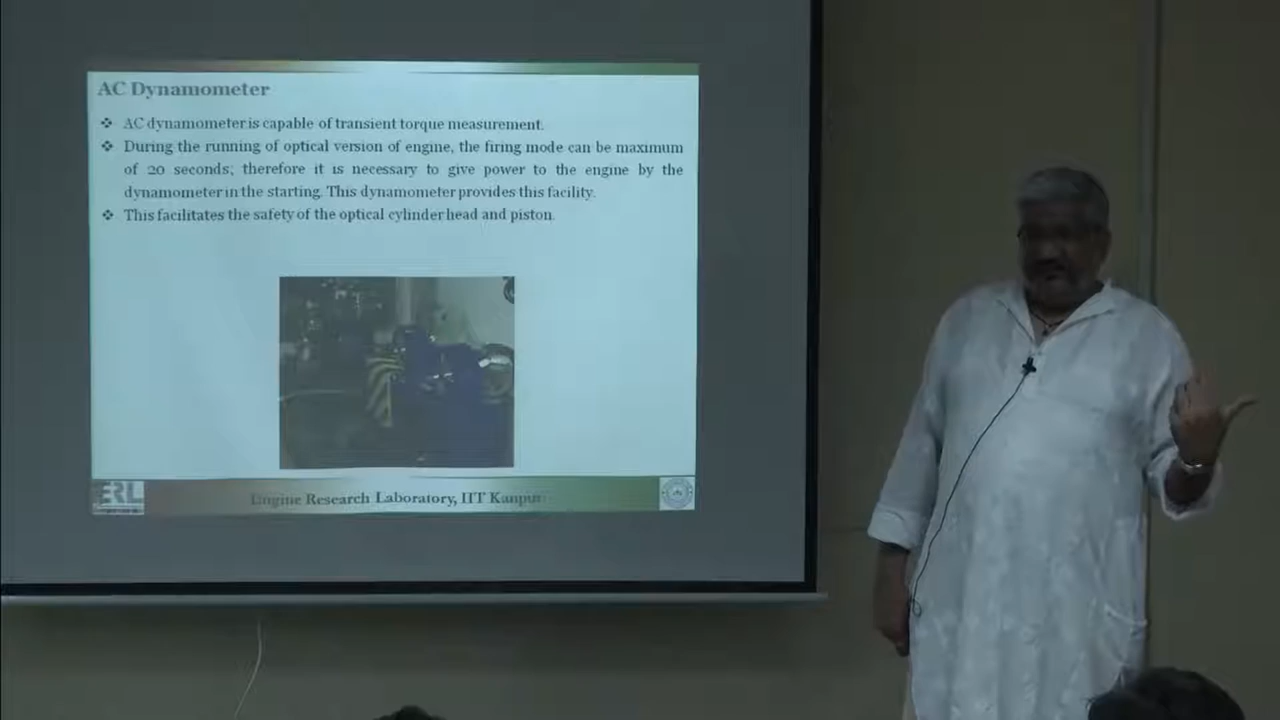 AC Dynamometer
❖ AC dynamometer is capable of transient torque measurement.
❖ During the running of optical version of engine, the firing mode can be maximum
of 20 seconds; therefore it is necessary to give power to the engine by the
dynamometer in the starting. This dynamometer provides this facility.
❖ This facilitates the safety of the optical cylinder head and piston.
ERL
Engine Research Laboratory, IIT Kanpur